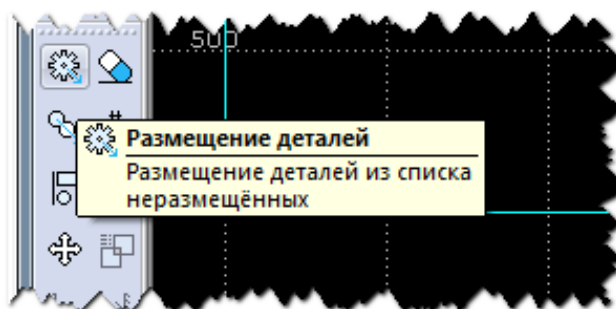 500
Размещение деталей
Размещение деталей из списка
неразмещённых